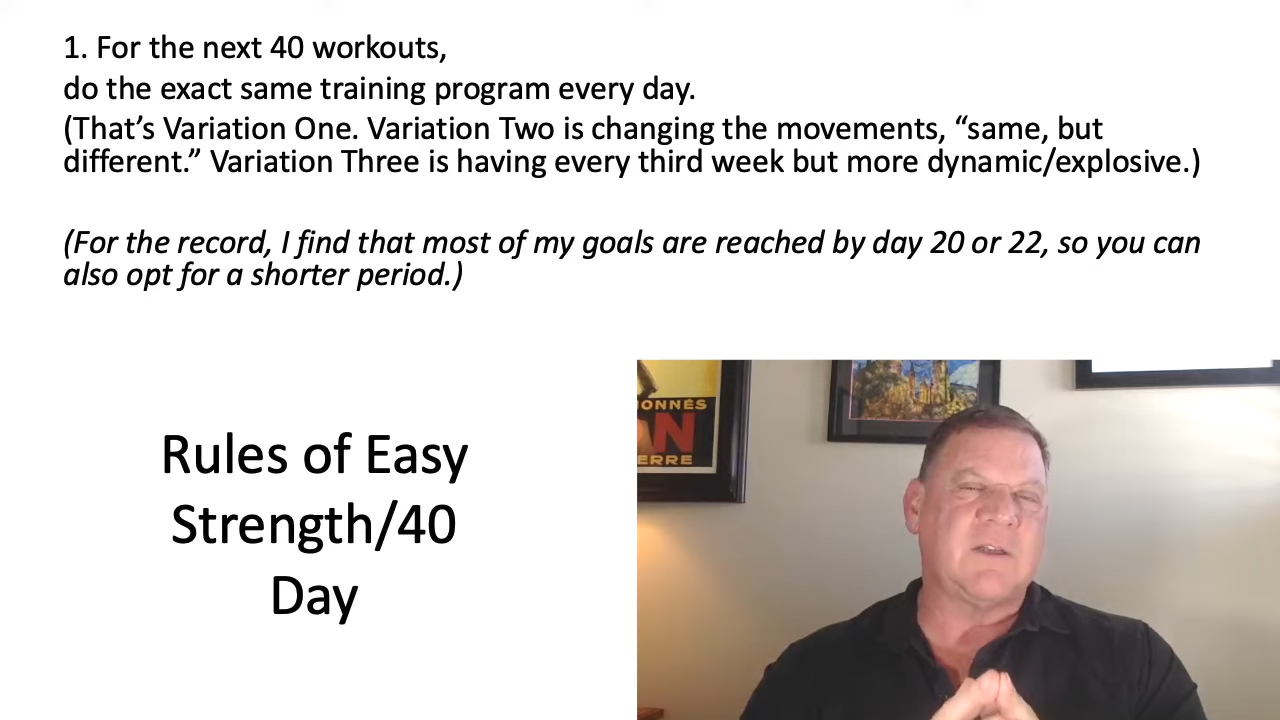 1. For the next 40 workouts,
do the exact same training program every day.
(That’s Variation One. Variation Two is changing the movements, “same, but
different.” Variation Three is having every third week but more dynamic/explosive.)
(For the record, I find that most of my goals are reached by day 20 or 22, so you can
also opt for a shorter period.)
Rules of Easy
Strength/40
Day
IONNÉS
AN
ERRE